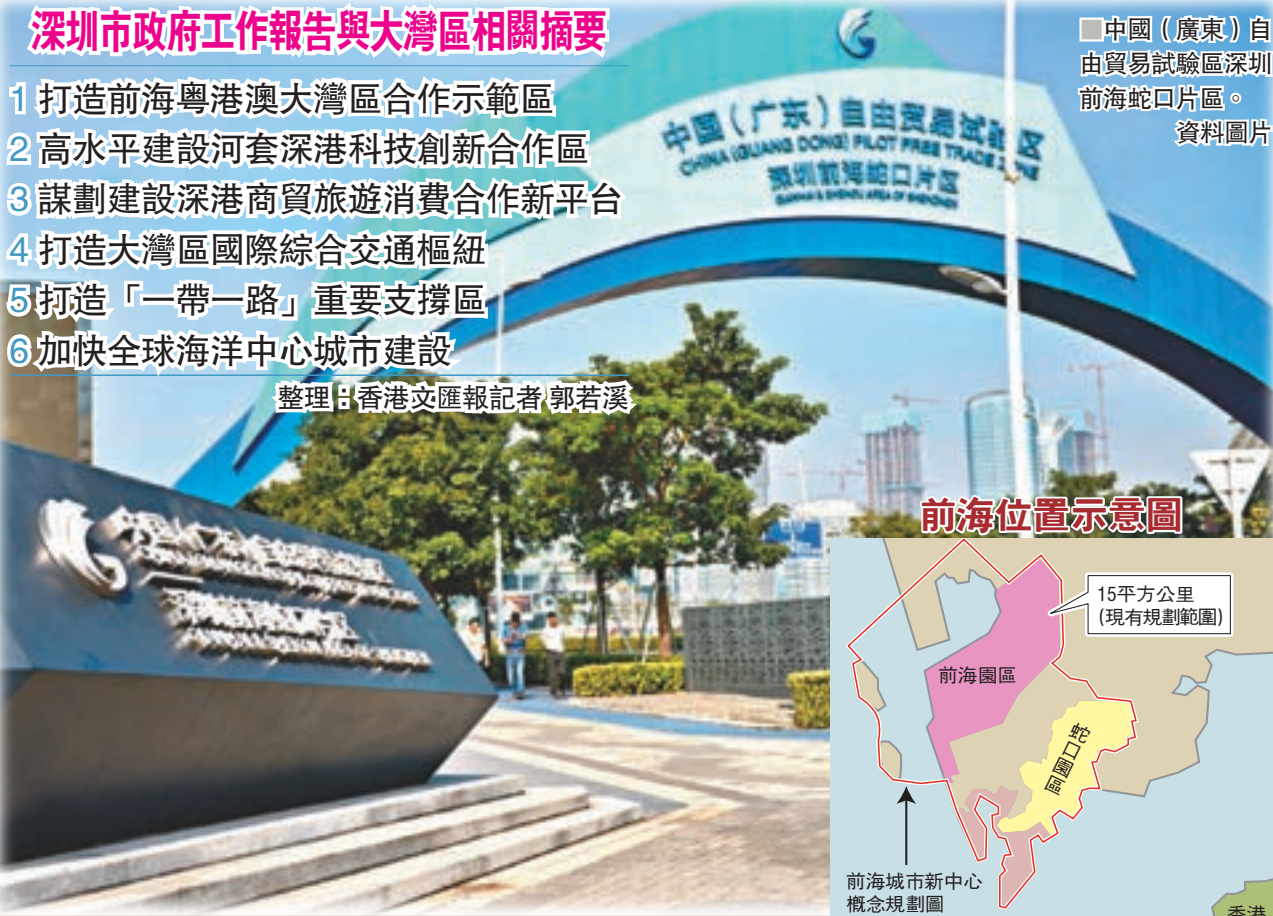 深圳市政府工作報告與大灣區相關摘要
1 打造前海粵港澳大灣區合作示範區
2 高水平建設河套深港科技創新合作區
3 謀劃建設深港商貿旅遊消費合作新平台
4 打造大灣區國際綜合交通樞紐
5 打造「一帶一路」重要支撐區
6 加快全球海洋中心城市建設
整理：香港文匯報記者 郭若溪
■中國（廣東）自
由貿易試驗區深圳
前海蛇口片區。
資料圖片
中国（广东）自由贸易试验区
CHINA (GUANG DONG) PILOT FREE TRADE ZONE
深圳前海蛇口片区
QIANHAI & SHEKOU AREA OF SHENZHEN
前海位置示意圖
15平方公里
(現有規劃範圍)
前海園區
蛇口園區
前海城市新中心
概念規劃圖
香港